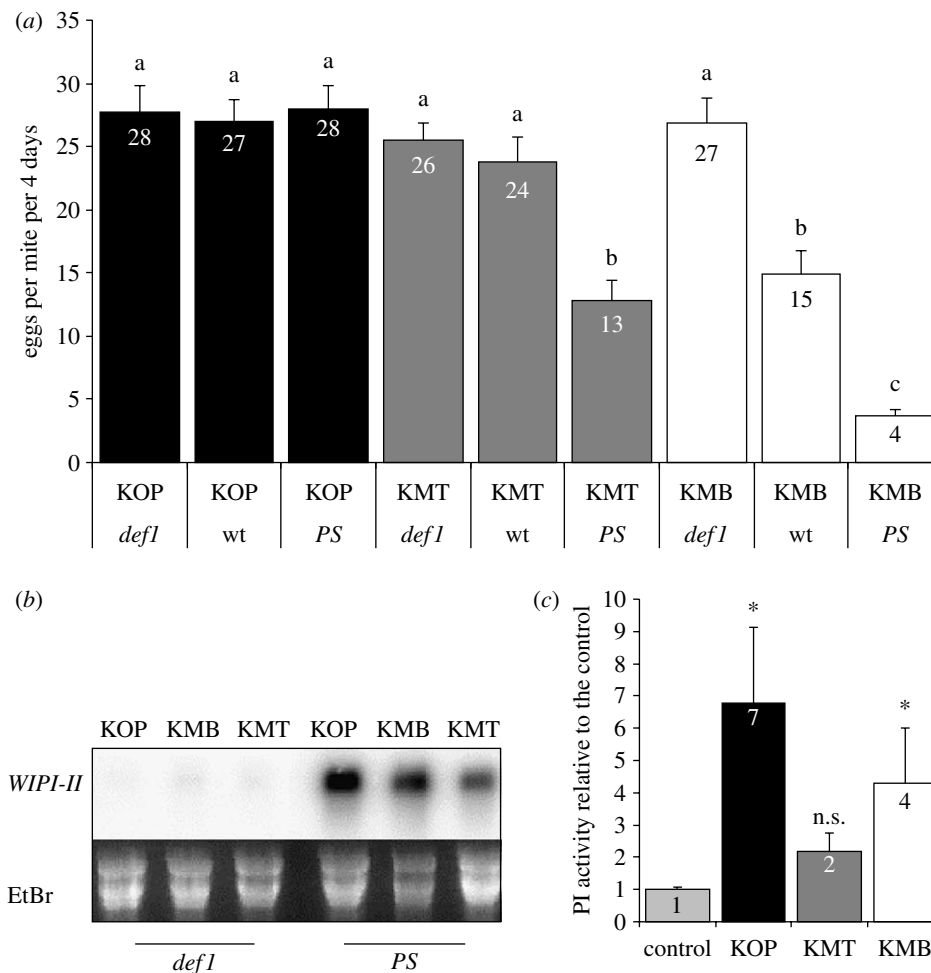 (a)
eggs per mite per 4 days
35
30
25
20
15
10
5
0
a a a a a b a b c
28 27 28 26 24 13 27 15 4
KOP KOP KOP KMT KMT KMT KMB KMB KMB
def1 wt PS def1 wt PS def1 wt PS
(b)
KOP KMB KMT KOP KMB KMT
WIPI-II
EtBr
def1 PS
(c)
PI activity relative to the control
10
9
8
7
6
5
4
3
2
1
0
* n.s. *
1 7 2 4
control KOP KMT KMB